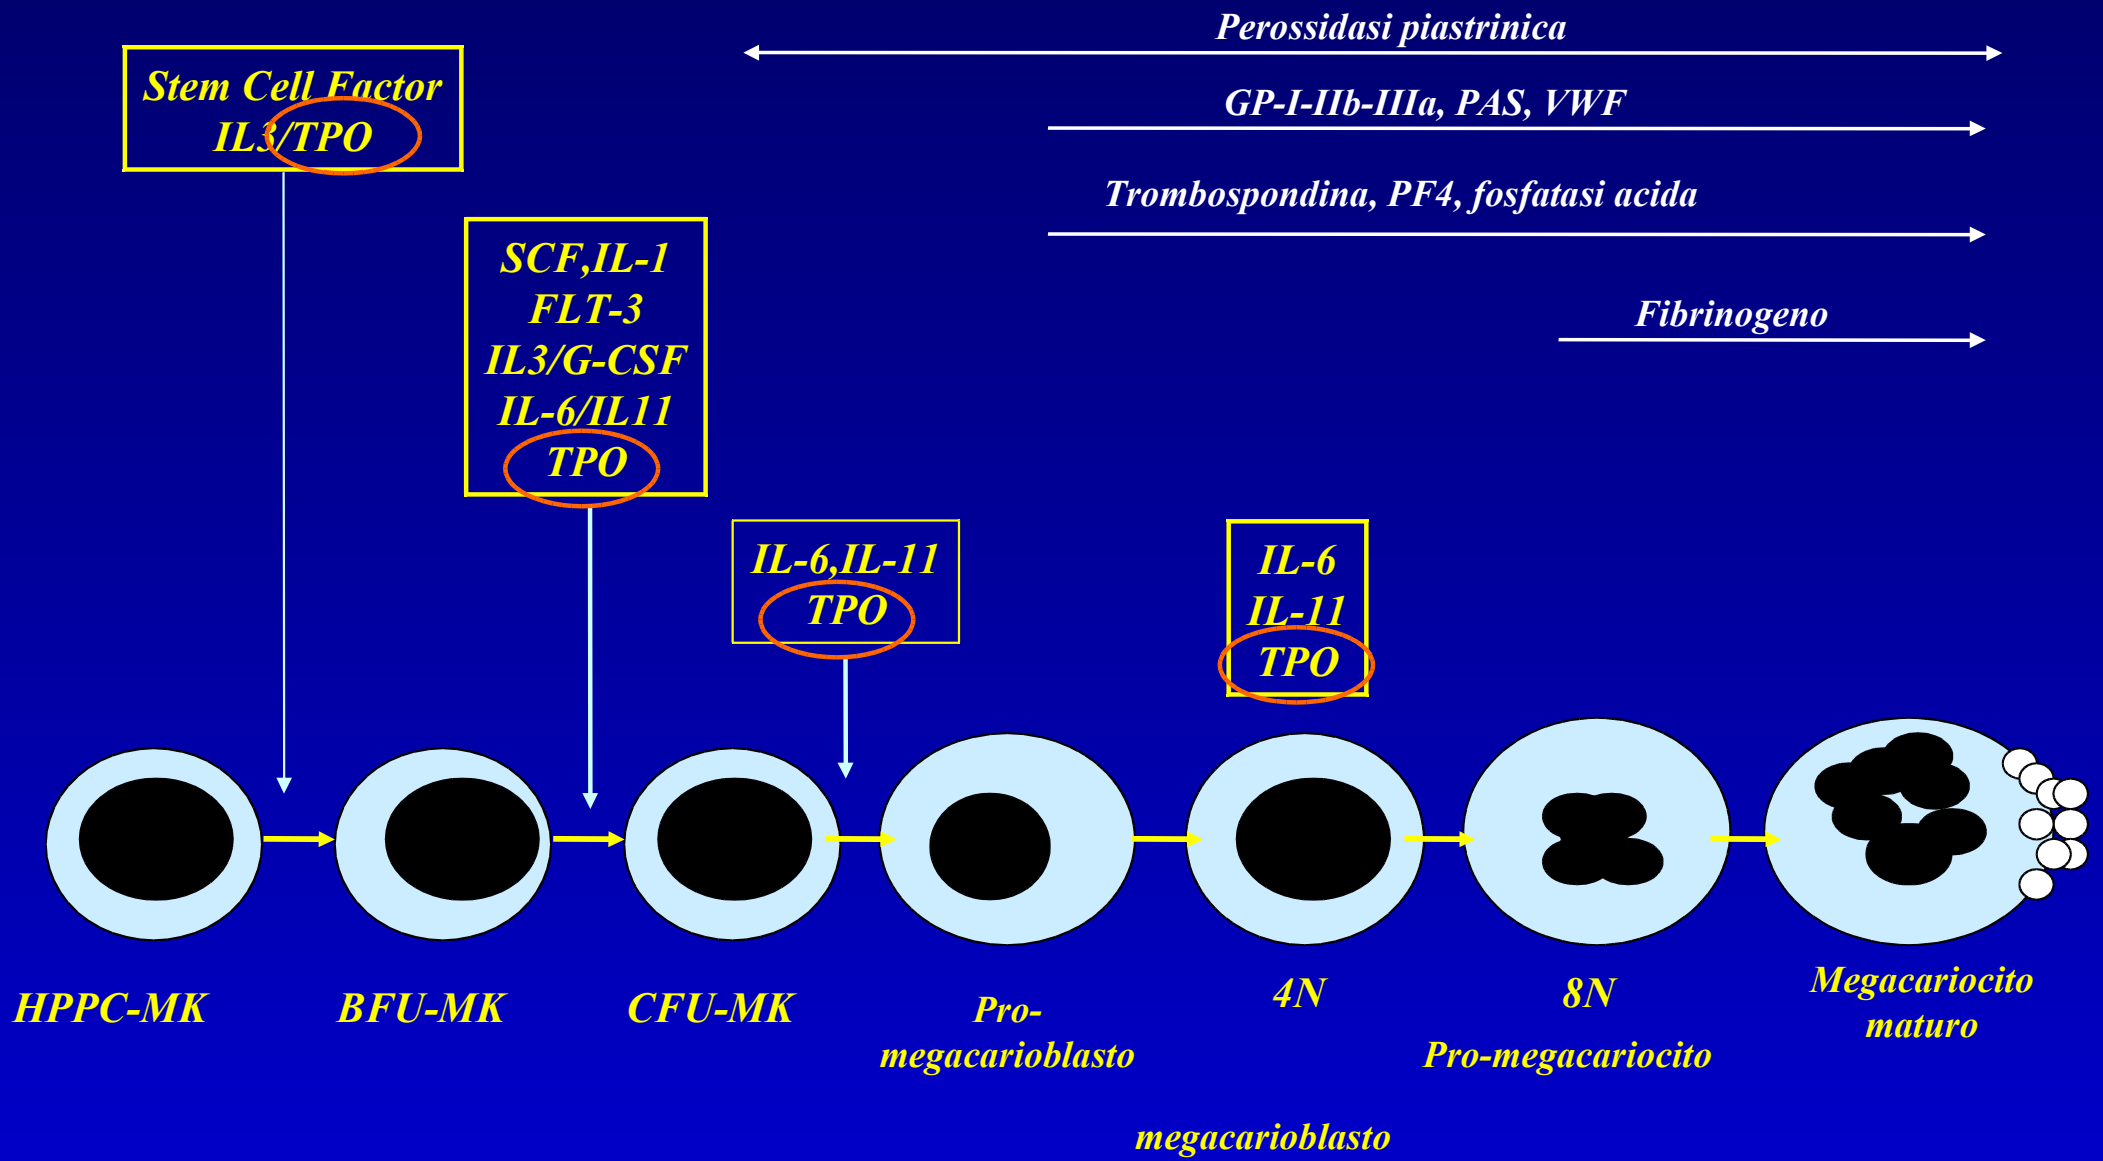 Perossidasi piastrinica
Stem Cell Factor
IL3/TPO
GP-I-IIb-IIIa, PAS, VWF
Trombospondina, PF4, fosfatasi acida
SCF,IL-1
FLT-3
IL3/G-CSF
IL-6/IL11
TPO
Fibrinogeno
IL-6,IL-11
TPO
IL-6
IL-11
TPO
HPPC-MK
BFU-MK
CFU-MK
Pro-
megacarioblasto
4N
megacarioblasto
8N
Pro-megacariocito
Megacariocito
maturo